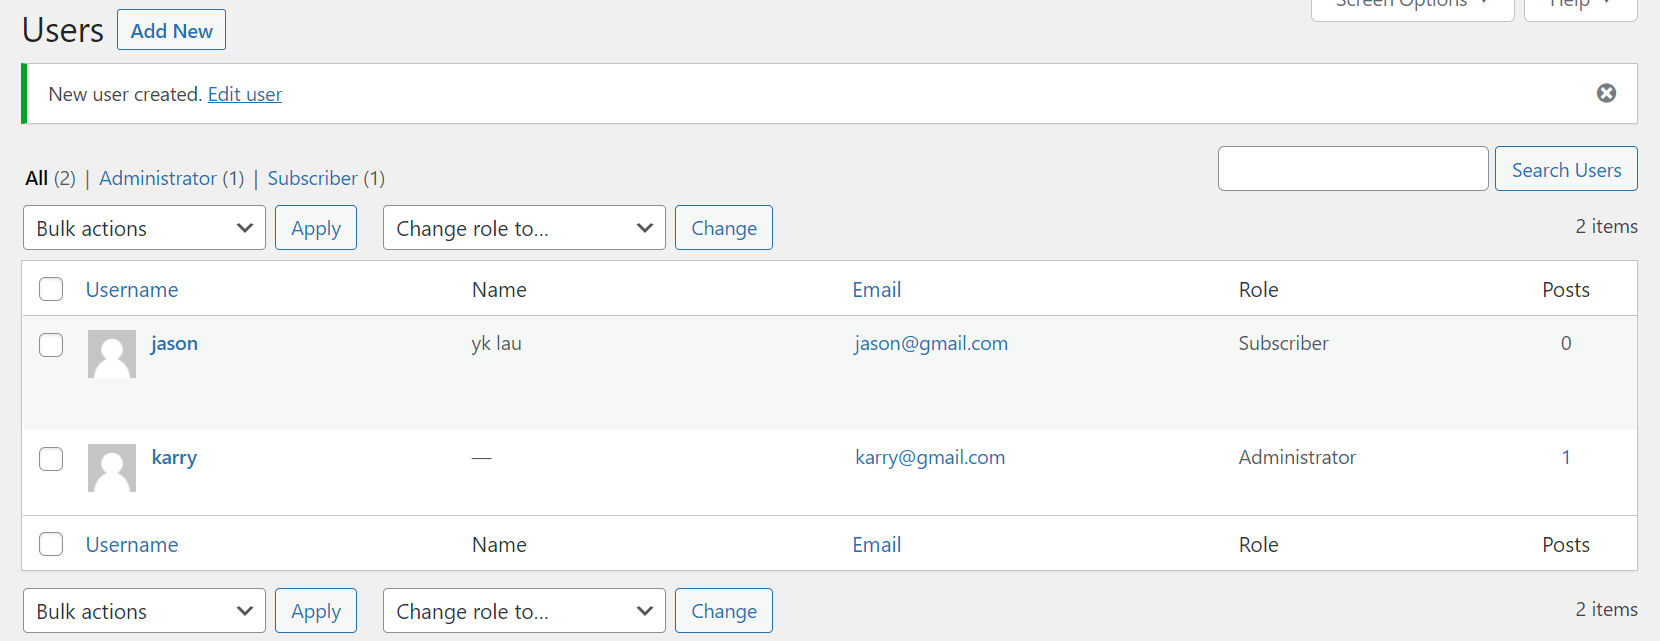 Screen Options
Help
Users Add New
New user created. Edit user
All (2) | Administrator (1) | Subscriber (1)
Search Users
Bulk actions Apply Change role to... Change 2 items
Username Name Email Role Posts
jason yk lau jason@gmail.com Subscriber 0
karry — karry@gmail.com Administrator 1
Username Name Email Role Posts
Bulk actions Apply Change role to... Change 2 items